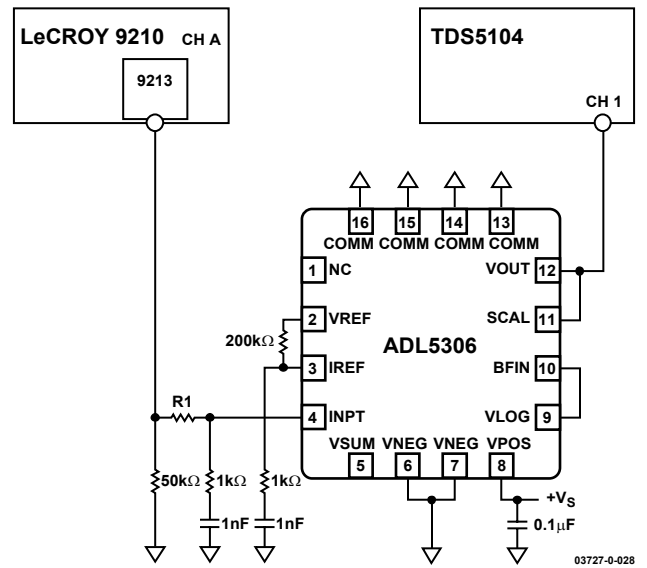 LeCROY 9210 CH A
9213
TDS5104
CH 1
16 15 14 13
COMM COMM COMM COMM
1 NC
VOUT 12
2 VREF
SCAL 11
200kΩ
ADL5306
3 IREF
BFIN 10
R1
4 INPT
VLOG 9
VSUM VNEG VNEG VPOS
5 6 7 8
50kΩ 1kΩ 1kΩ
+VS
1nF 1nF
0.1μF
03727-0-028